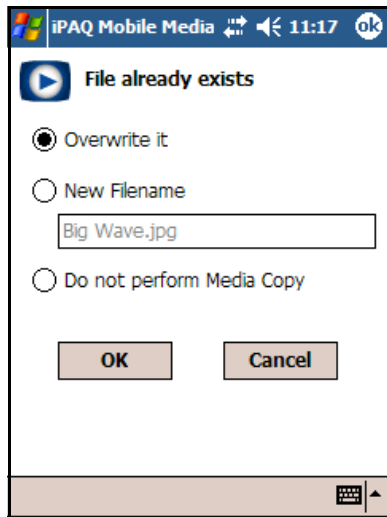 iPAQ Mobile Media 11:17 ok
File already exists
Overwrite it
New Filename
Big Wave.jpg
Do not perform Media Copy
OK Cancel